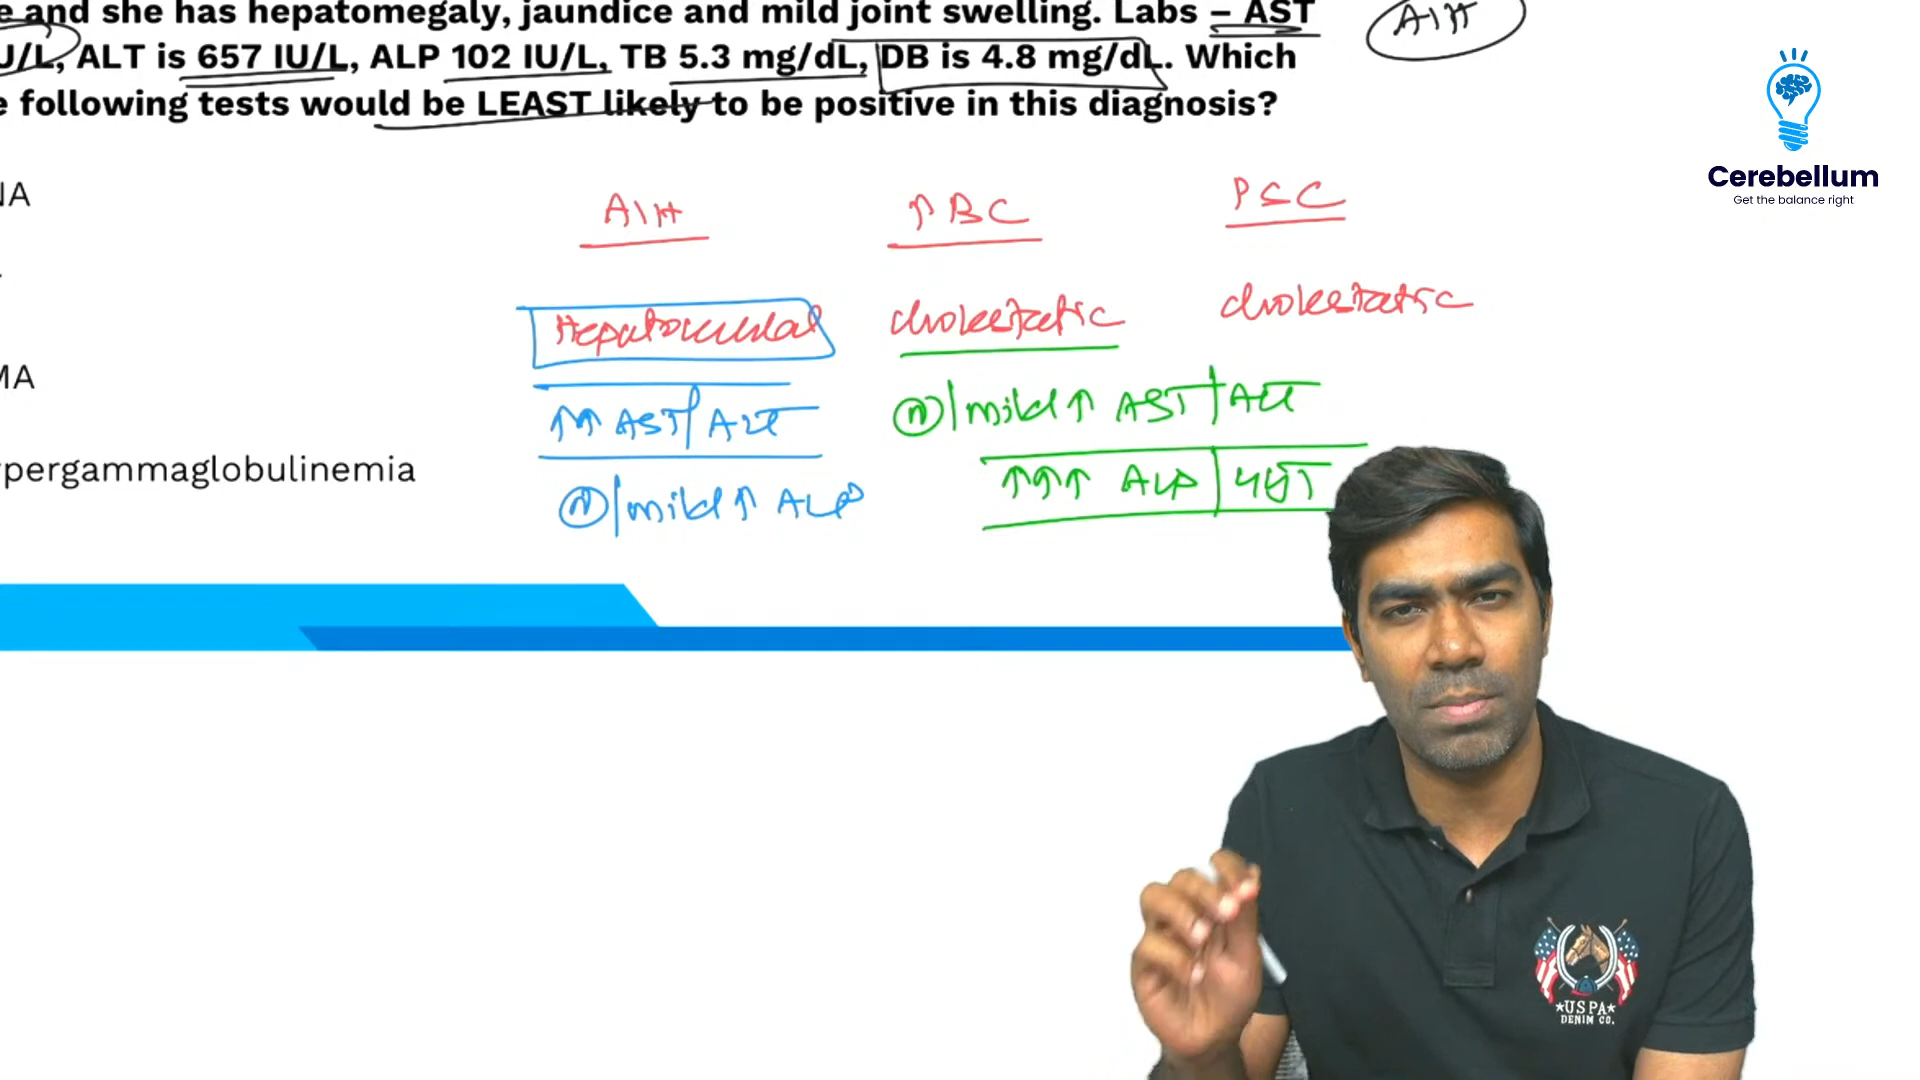 e and she has hepatomegaly, jaundice and mild joint swelling. Labs – AST
AIH
U/L, ALT is 657 IU/L, ALP 102 IU/L, TB 5.3 mg/dL, DB is 4.8 mg/dL. Which
e following tests would be LEAST likely to be positive in this diagnosis?
Cerebellum
Get the balance right
NA
AIH
PBC
PSC
Hepatocellular
cholestatic
cholestatic
MA
↑↑ AST/ALT
(n)/mild ↑ AST/ALT
rpergammaglobulinemia
(n)/mild ↑ ALP
↑↑↑ ALP/GGT
★USPA★
DENIM CO.